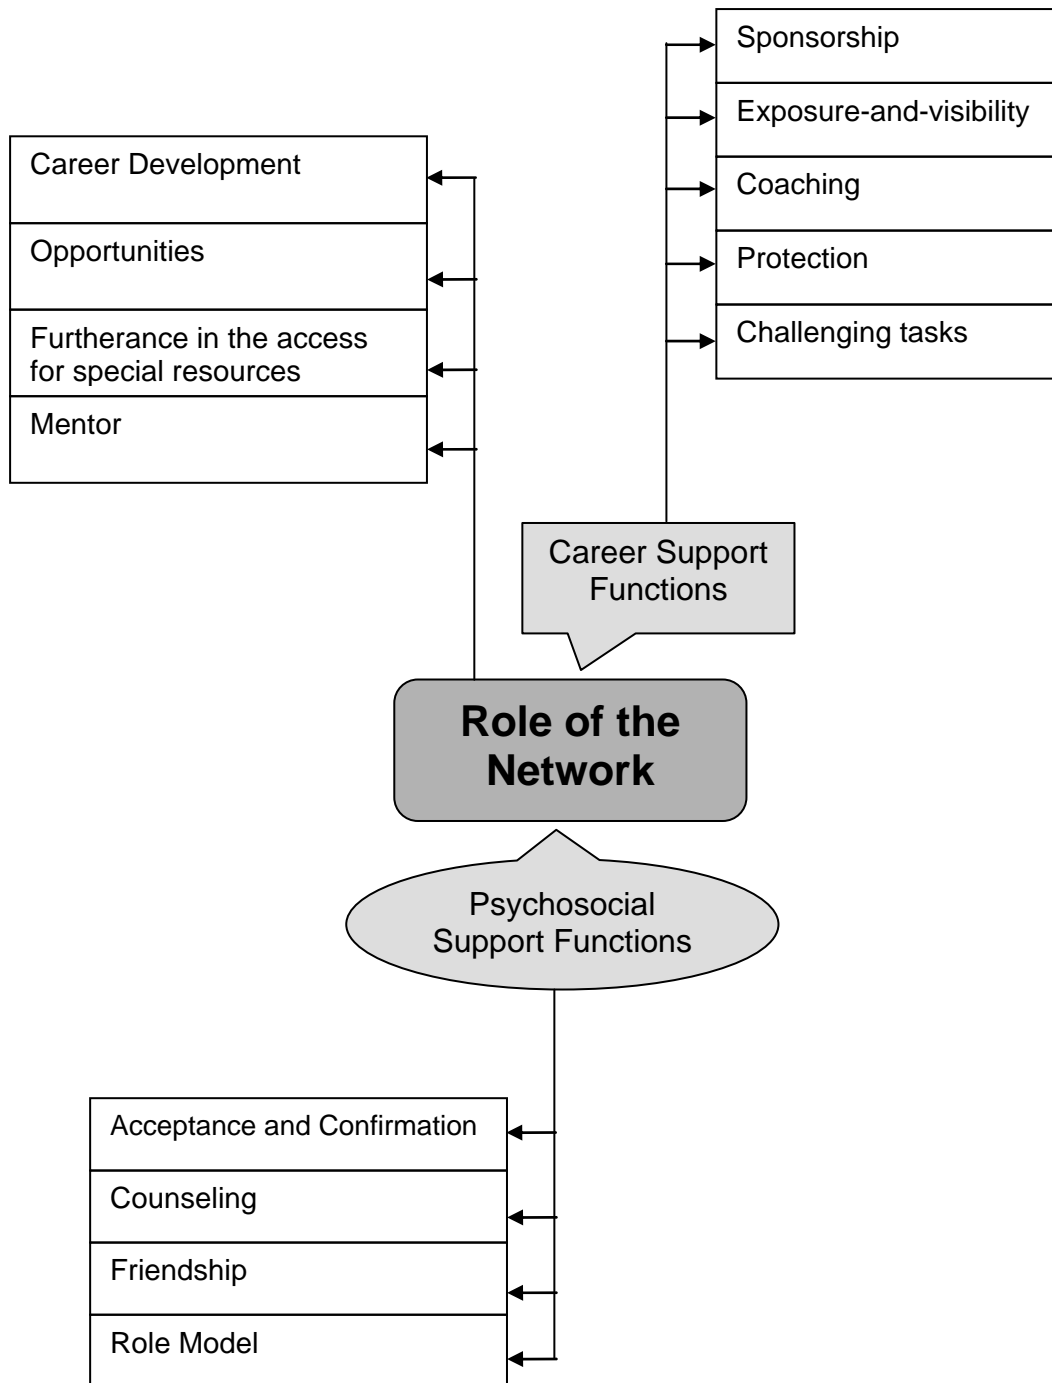 Sponsorship
Exposure-and-visibility
Coaching
Protection
Challenging tasks
Career Development
Opportunities
Furtherance in the access
for special resources
Mentor
Career Support
Functions
Role of the
Network
Psychosocial
Support Functions
Acceptance and Confirmation
Counseling
Friendship
Role Model